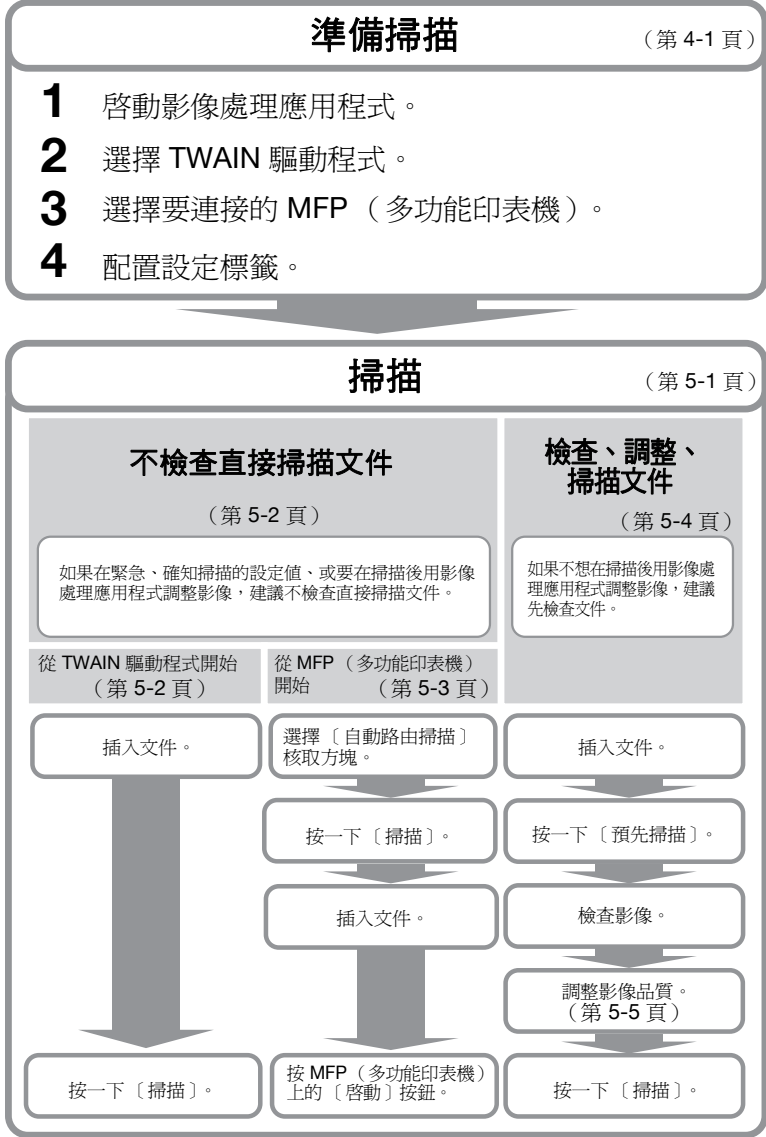 準備掃描 （第 4-1 頁）
1 啓動影像處理應用程式。
2 選擇 TWAIN 驅動程式。
3 選擇要連接的 MFP （多功能印表機）。
4 配置設定標籤。
掃描 （第 5-1 頁）
不檢查直接掃描文件
（第 5-2 頁）
如果在緊急、確知掃描的設定值、或要在掃描後用影像
處理應用程式調整影像，建議不檢查直接掃描文件。
從 TWAIN 驅動程式開始
（第 5-2 頁）
插入文件。
按一下〔掃描〕。
從 MFP （多功能印表機）
開始 （第 5-3 頁）
選擇〔自動路由掃描〕
核取方塊。
按一下〔掃描〕。
插入文件。
按 MFP （多功能印表機）
上的〔啓動〕按鈕。
檢查、調整、
掃描文件
（第 5-4 頁）
如果不想在掃描後用影像處
理應用程式調整影像，建議
先檢查文件。
插入文件。
按一下〔預先掃描〕。
檢查影像。
調整影像品質。
（第 5-5 頁）
按一下〔掃描〕。